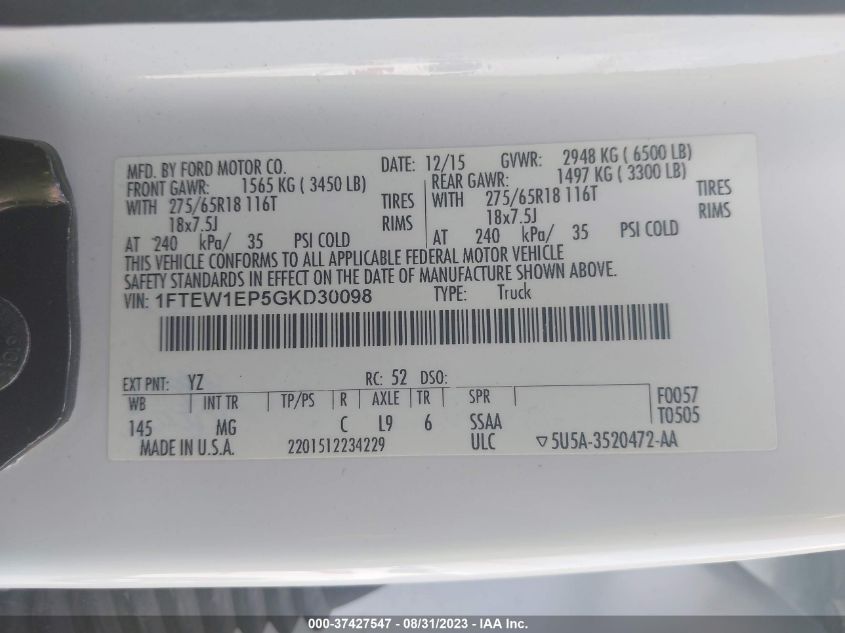 MFD. BY FORD MOTOR CO. DATE: 12/15 GVWR: 2948 KG ( 6500 LB)
FRONT GAWR: 1565 KG ( 3450 LB) REAR GAWR: 1497 KG ( 3300 LB)
WITH 275/65R18 116T TIRES WITH 275/65R18 116T TIRES
18x7.5J RIMS 18x7.5J RIMS
AT 240 kPa/ 35 PSI COLD AT 240 kPa/ 35 PSI COLD
THIS VEHICLE CONFORMS TO ALL APPLICABLE FEDERAL MOTOR VEHICLE
SAFETY STANDARDS IN EFFECT ON THE DATE OF MANUFACTURE SHOWN ABOVE.
VIN: 1FTEW1EP5GKD30098 TYPE: Truck
EXT PNT: YZ RC: 52 DSO:
WB INT TR TP/PS R AXLE TR SPR F0057
145 MG C L9 6 SSAA T0505
MADE IN U.S.A. 2201512234229 ULC ▽5U5A-3520472-AA
000-37427547 - 08/31/2023 - IAA Inc.